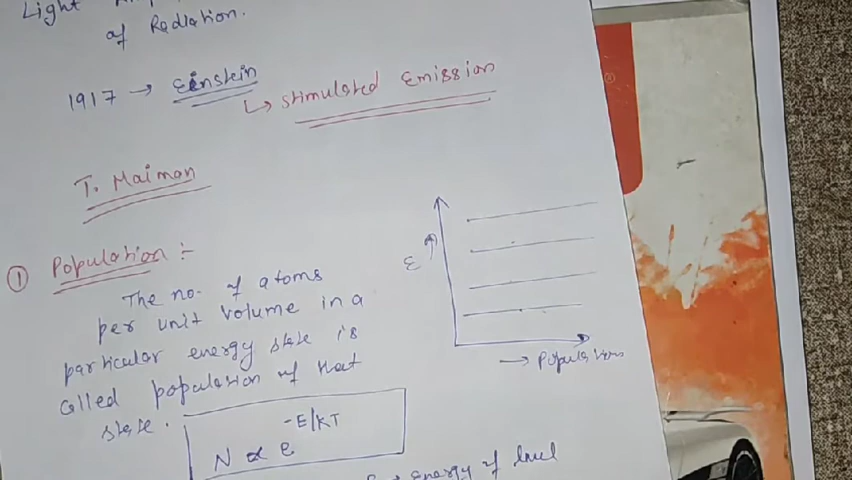 Light
of Radiation.
1917 → Einstein
↳ Stimulated Emission
T. Maiman
① Population :-
The no. of atoms
per unit volume in a
particular energy state is
called population of that
state.
N ∝ e^(-E/KT)
E
→ Population
→ energy of level